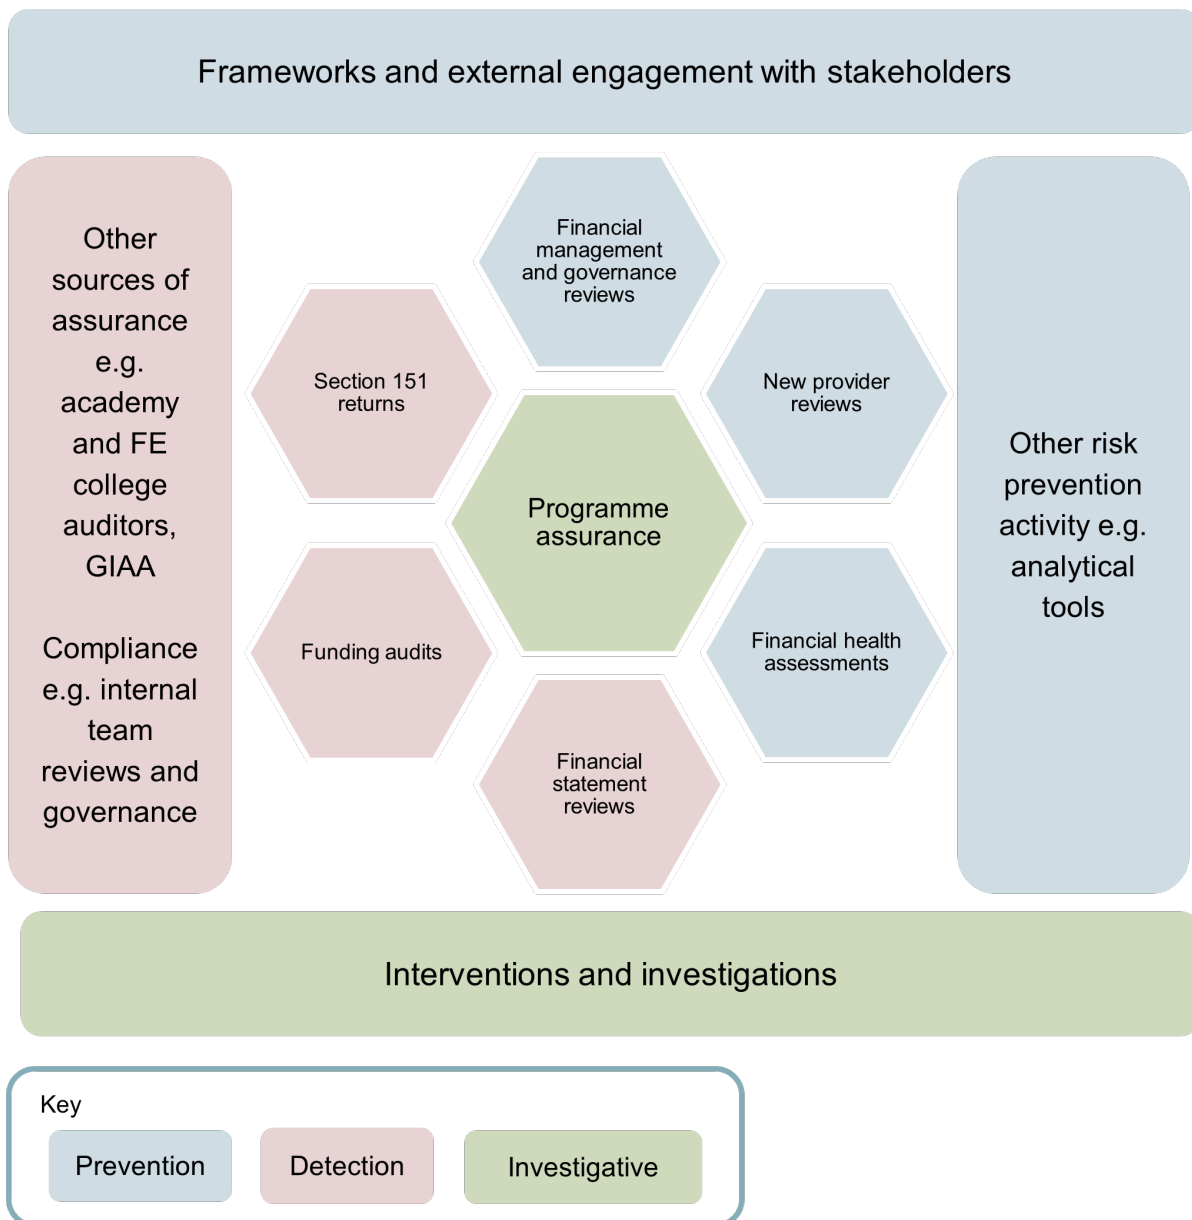 Frameworks and external engagement with stakeholders
Other
sources of
assurance
e.g.
academy
and FE
college
auditors,
GIAA
Compliance
e.g. internal
team
reviews and
governance
Financial
management
and governance
reviews
Section 151
returns
New provider
reviews
Programme
assurance
Funding audits
Financial health
assessments
Financial
statement
reviews
Other risk
prevention
activity e.g.
analytical
tools
Interventions and investigations
Key
Prevention
Detection
Investigative